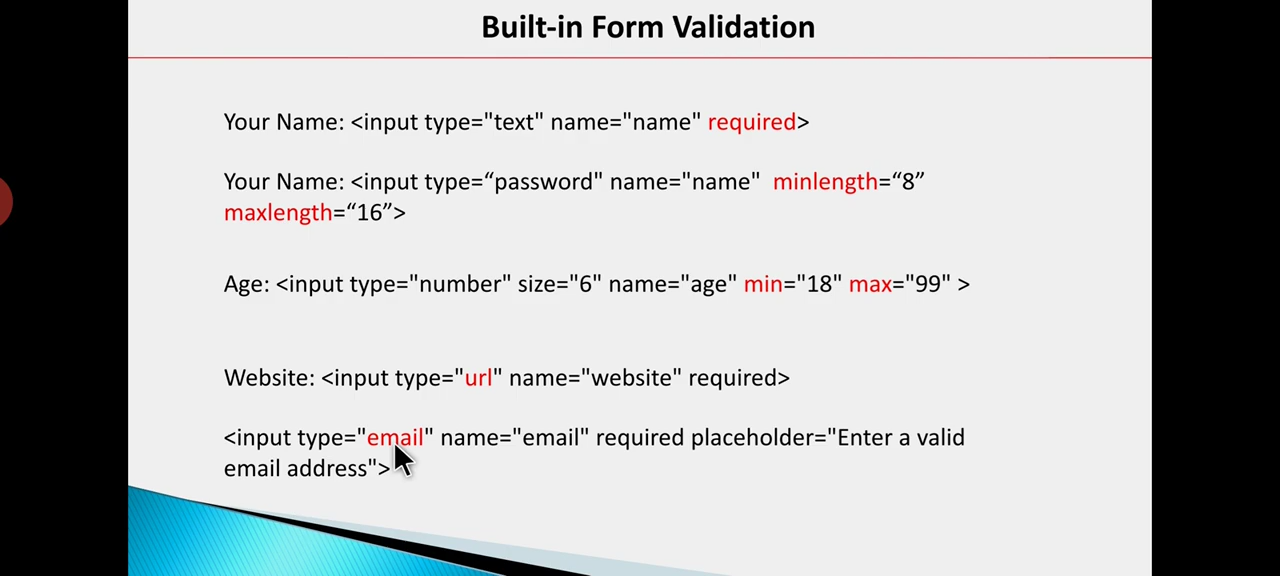 Built-in Form Validation
Your Name: <input type="text" name="name" required>
Your Name: <input type=“password" name="name"  minlength=“8”
maxlength=“16”>
Age: <input type="number" size="6" name="age" min="18" max="99" >
Website: <input type="url" name="website" required>
<input type="email" name="email" required placeholder="Enter a valid
email address">